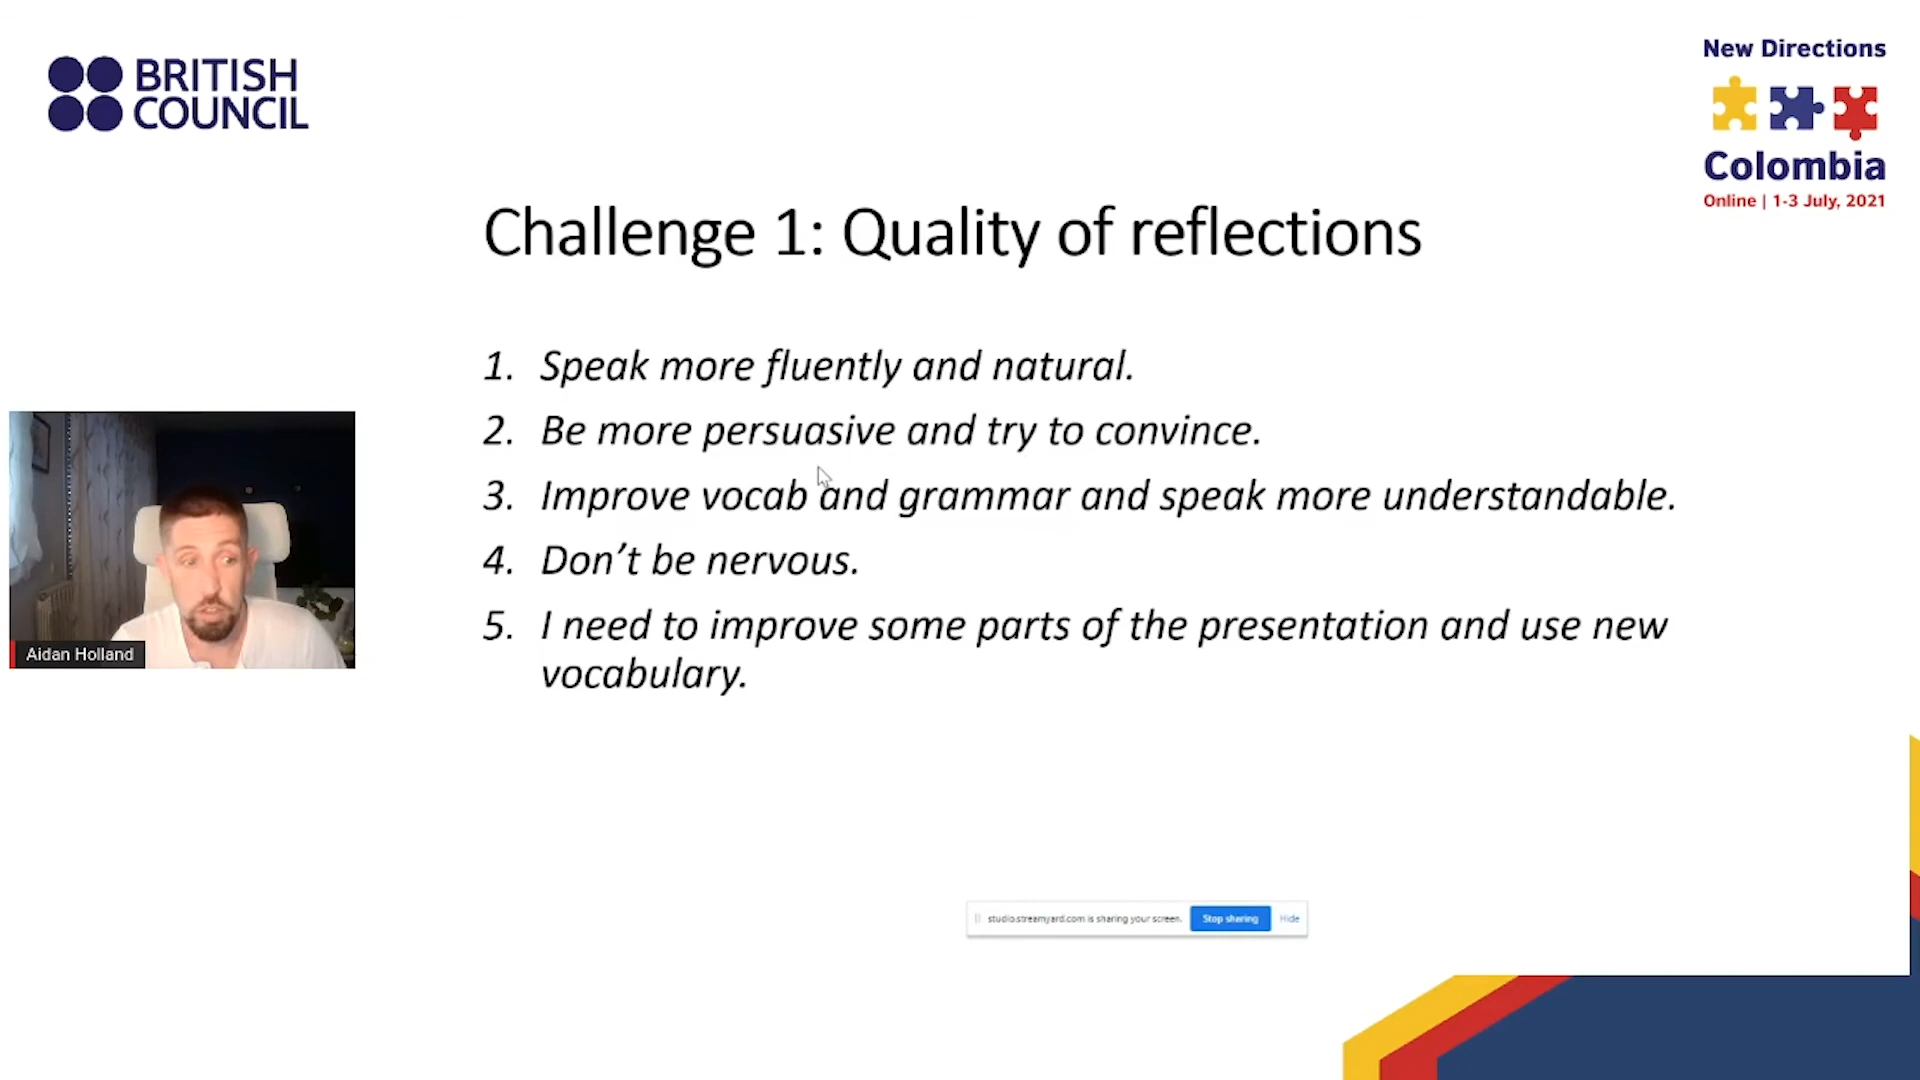 BRITISH
COUNCIL
New Directions
Colombia
Online | 1-3 July, 2021
Challenge 1: Quality of reflections
1. Speak more fluently and natural.
2. Be more persuasive and try to convince.
3. Improve vocab and grammar and speak more understandable.
4. Don't be nervous.
5. I need to improve some parts of the presentation and use new
vocabulary.
Aidan Holland
studio.streamyard.com is sharing your screen. Stop sharing Hide